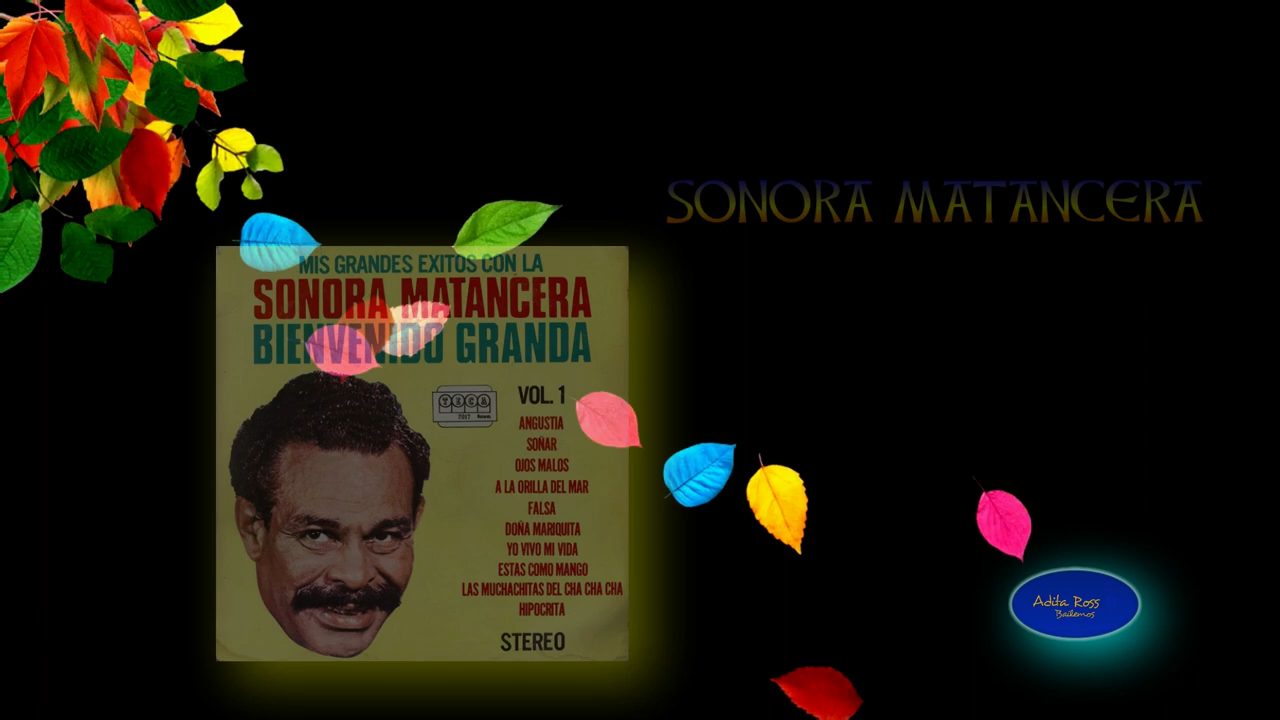 SONORA MATANCERA
MIS GRANDES EXITOS CON LA
SONORA MATANCERA
BIENVENIDO GRANDA
TECA
VOL. 1
ANGUSTIA
SOÑAR
OJOS MALOS
A LA ORILLA DEL MAR
FALSA
DOÑA MARIQUITA
YO VIVO MI VIDA
ESTAS COMO MANGO
LAS MUCHACHITAS DEL CHA CHA CHA
HIPOCRITA
STEREO
Adita Ross
Bailemos